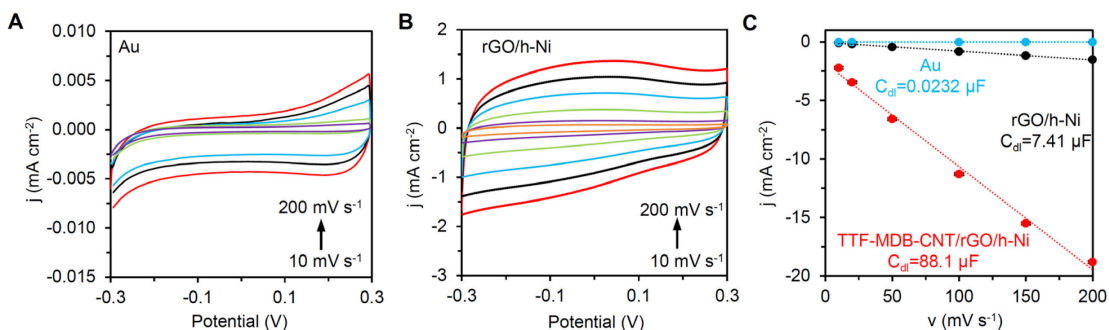 A
Au
j (mA cm⁻²)
0.010
0.005
0.000
-0.005
-0.010
-0.015
200 mV s⁻¹
10 mV s⁻¹
-0.3
-0.1
0.1
0.3
Potential (V)
B
rGO/h-Ni
j (mA cm⁻²)
2
1
0
-1
-2
-3
200 mV s⁻¹
10 mV s⁻¹
-0.3
-0.1
0.1
0.3
Potential (V)
C
j (mA cm⁻²)
0
-5
-10
-15
-20
Au
C_dl=0.0232 µF
rGO/h-Ni
C_dl=7.41 µF
TTF-MDB-CNT/rGO/h-Ni
C_dl=88.1 µF
0
50
100
150
200
v (mV s⁻¹)